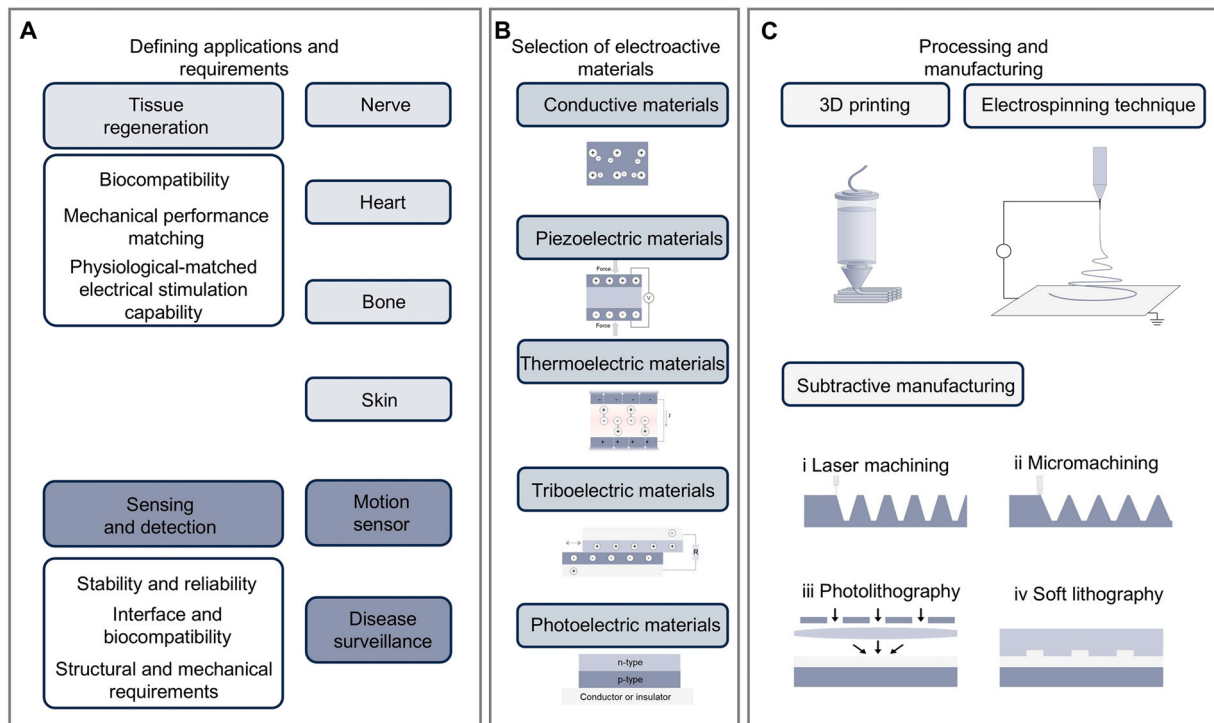 A
Defining applications and
requirements
Tissue
regeneration
Nerve
Biocompatibility
Mechanical performance
matching
Physiological-matched
electrical stimulation
capability
Heart
Bone
Skin
Sensing
and detection
Motion
sensor
Stability and reliability
Interface and
biocompatibility
Structural and mechanical
requirements
Disease
surveillance
B
Selection of electroactive
materials
Conductive materials
Piezoelectric materials
Force
V
Force
Thermoelectric materials
I
Triboelectric materials
R
Photoelectric materials
n-type
p-type
Conductor or insulator
C
Processing and
manufacturing
3D printing
Electrospinning technique
Subtractive manufacturing
i Laser machining
ii Micromachining
iii Photolithography
iv Soft lithography